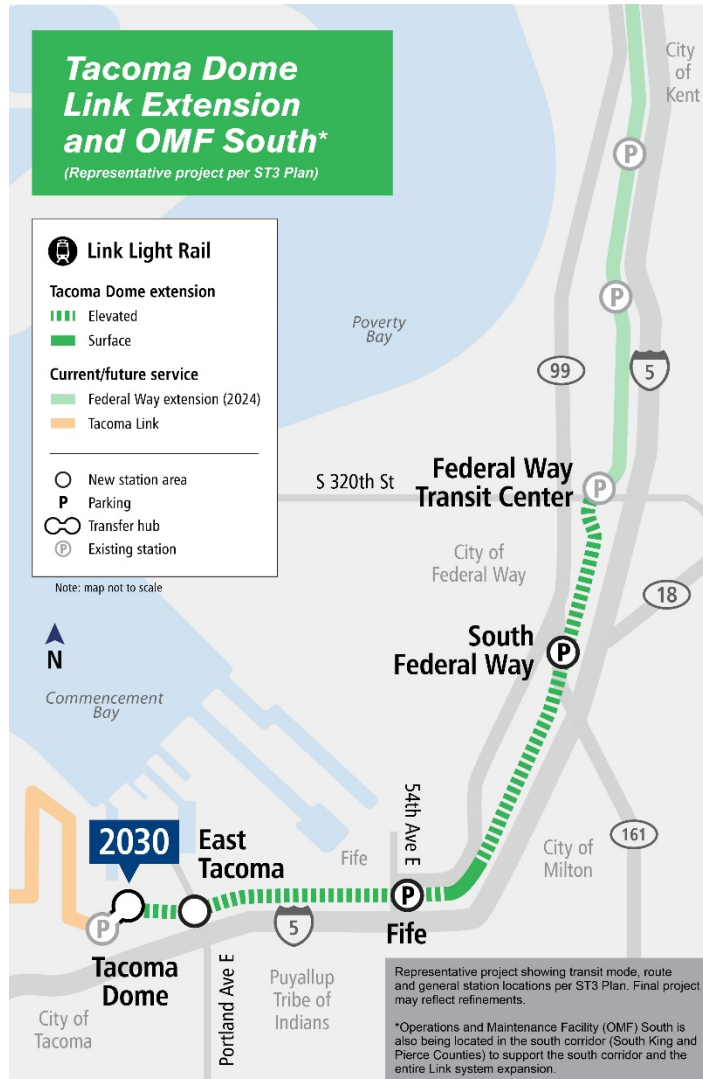 Tacoma Dome
Link Extension
and OMF South*
(Representative project per ST3 Plan)
City
of
Kent
P
Link Light Rail
Tacoma Dome extension
Elevated
Surface
Current/future service
Federal Way extension (2024)
Tacoma Link
New station area
P Parking
Transfer hub
P Existing station
Note: map not to scale
Poverty
Bay
P
99
5
S 320th St
Federal Way
Transit Center
P
City of
Federal Way
18
South
Federal Way
P
N
Commencement
Bay
54th Ave E
161
City of
Milton
2030
East
Tacoma
Fife
P
Fife
P
Tacoma
Dome
5
Portland Ave E
Puyallup
Tribe of
Indians
City of
Tacoma
Representative project showing transit mode, route
and general station locations per ST3 Plan. Final project
may reflect refinements.
*Operations and Maintenance Facility (OMF) South is
also being located in the south corridor (South King and
Pierce Counties) to support the south corridor and the
entire Link system expansion.